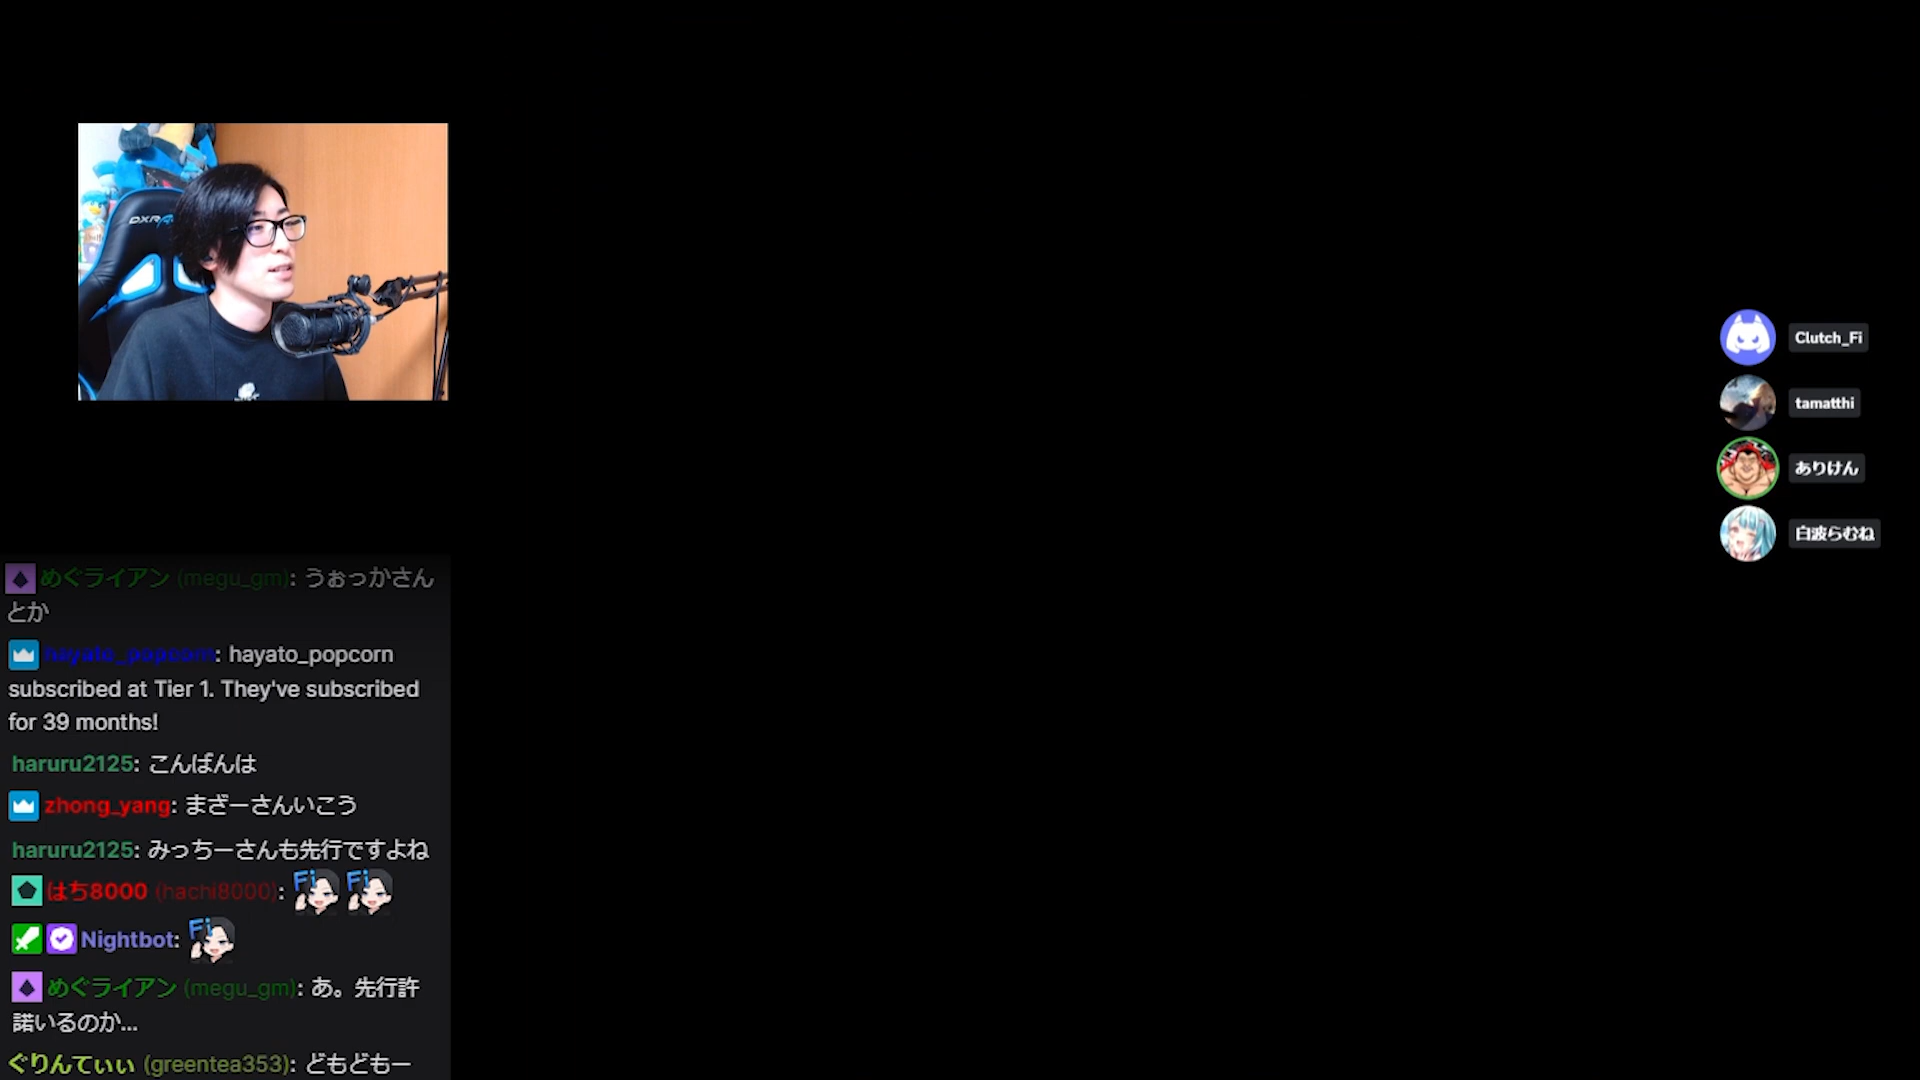 DXR
Clutch_Fi
tamatthi
ありけん
白波らむね
めぐライアン (megu_gm): うぉっかさん
とか
hayato_popcorn: hayato_popcorn
subscribed at Tier 1. They've subscribed
for 39 months!
haruru2125: こんばんは
zhong_yang: まざーさんいこう
haruru2125: みっちーさんも先行ですよね
はち8000 (hachi8000): Fi Fi
Nightbot: Fi
めぐライアン (megu_gm): あ。先行許
諾いるのか...
ぐりんてぃぃ (greentea353): どもどもー